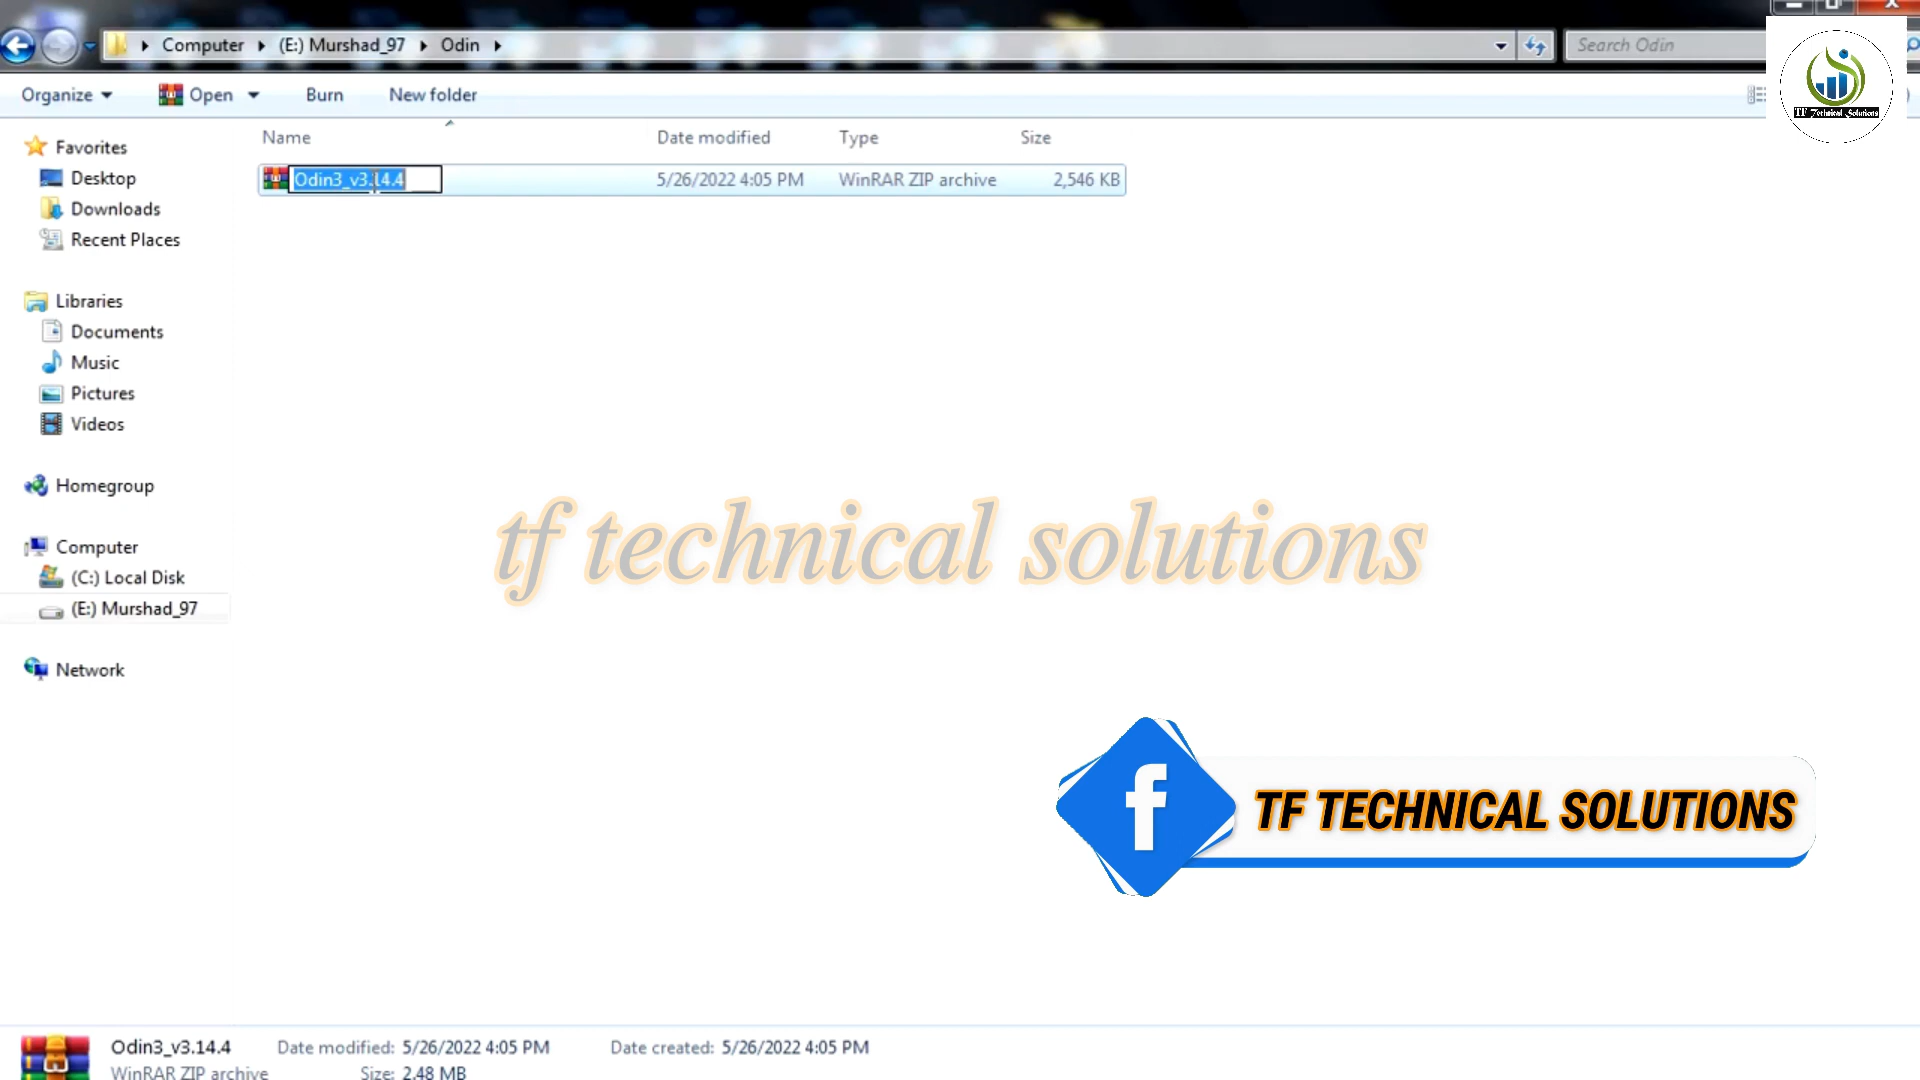 Computer (E:) Murshad_97 Odin Search Odin
TF Technical Solutions
Organize Open Burn New folder
Name Date modified Type Size
Odin3_v3.14.4 5/26/2022 4:05 PM WinRAR ZIP archive 2,546 KB
Favorites
Desktop
Downloads
Recent Places
Libraries
Documents
Music
Pictures
Videos
Homegroup
Computer
(C:) Local Disk
(E:) Murshad_97
Network
tf technical solutions
f TF TECHNICAL SOLUTIONS
Odin3_v3.14.4 Date modified: 5/26/2022 4:05 PM Date created: 5/26/2022 4:05 PM
WinRAR ZIP archive Size: 2.48 MB